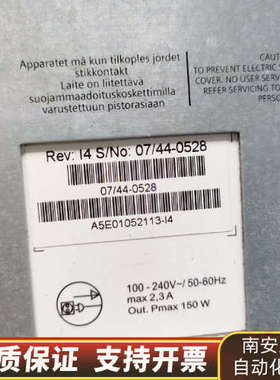 Apparatet må kun tilkoples jordet
stikkontakt
Laite on liitettävä
suojamaadoituskoskettimilla
varustettuun pistorasiaan
CAU
TO PREVENT ELECTRIC
COVER. NO USER
REFER SERVICING TO
PERSON
Rev: I4 S/No: 07/44-0528
07/44-0528
A5E01052113-I4
100 - 240V~/ 50-60Hz
max 2,3 A
Out. Pmax 150 W
南安
自动化
质保证 支持开票